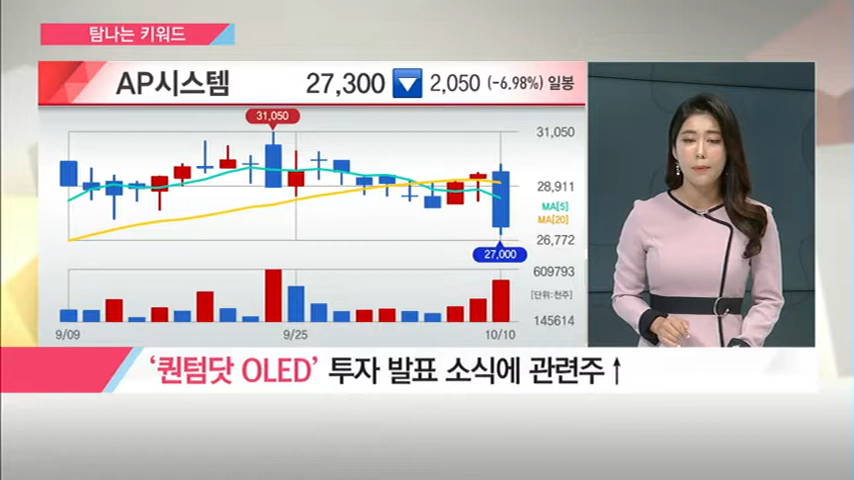 탐나는 키워드
AP시스템 27,300 ▼ 2,050 (-6.98%) 일봉
31,050
31,050
28,911
MA[5]
MA[20]
26,772
27,000
609793
[단위:천주]
145614
9/09 9/25 10/10
‘퀀텀닷 OLED’ 투자 발표 소식에 관련주↑